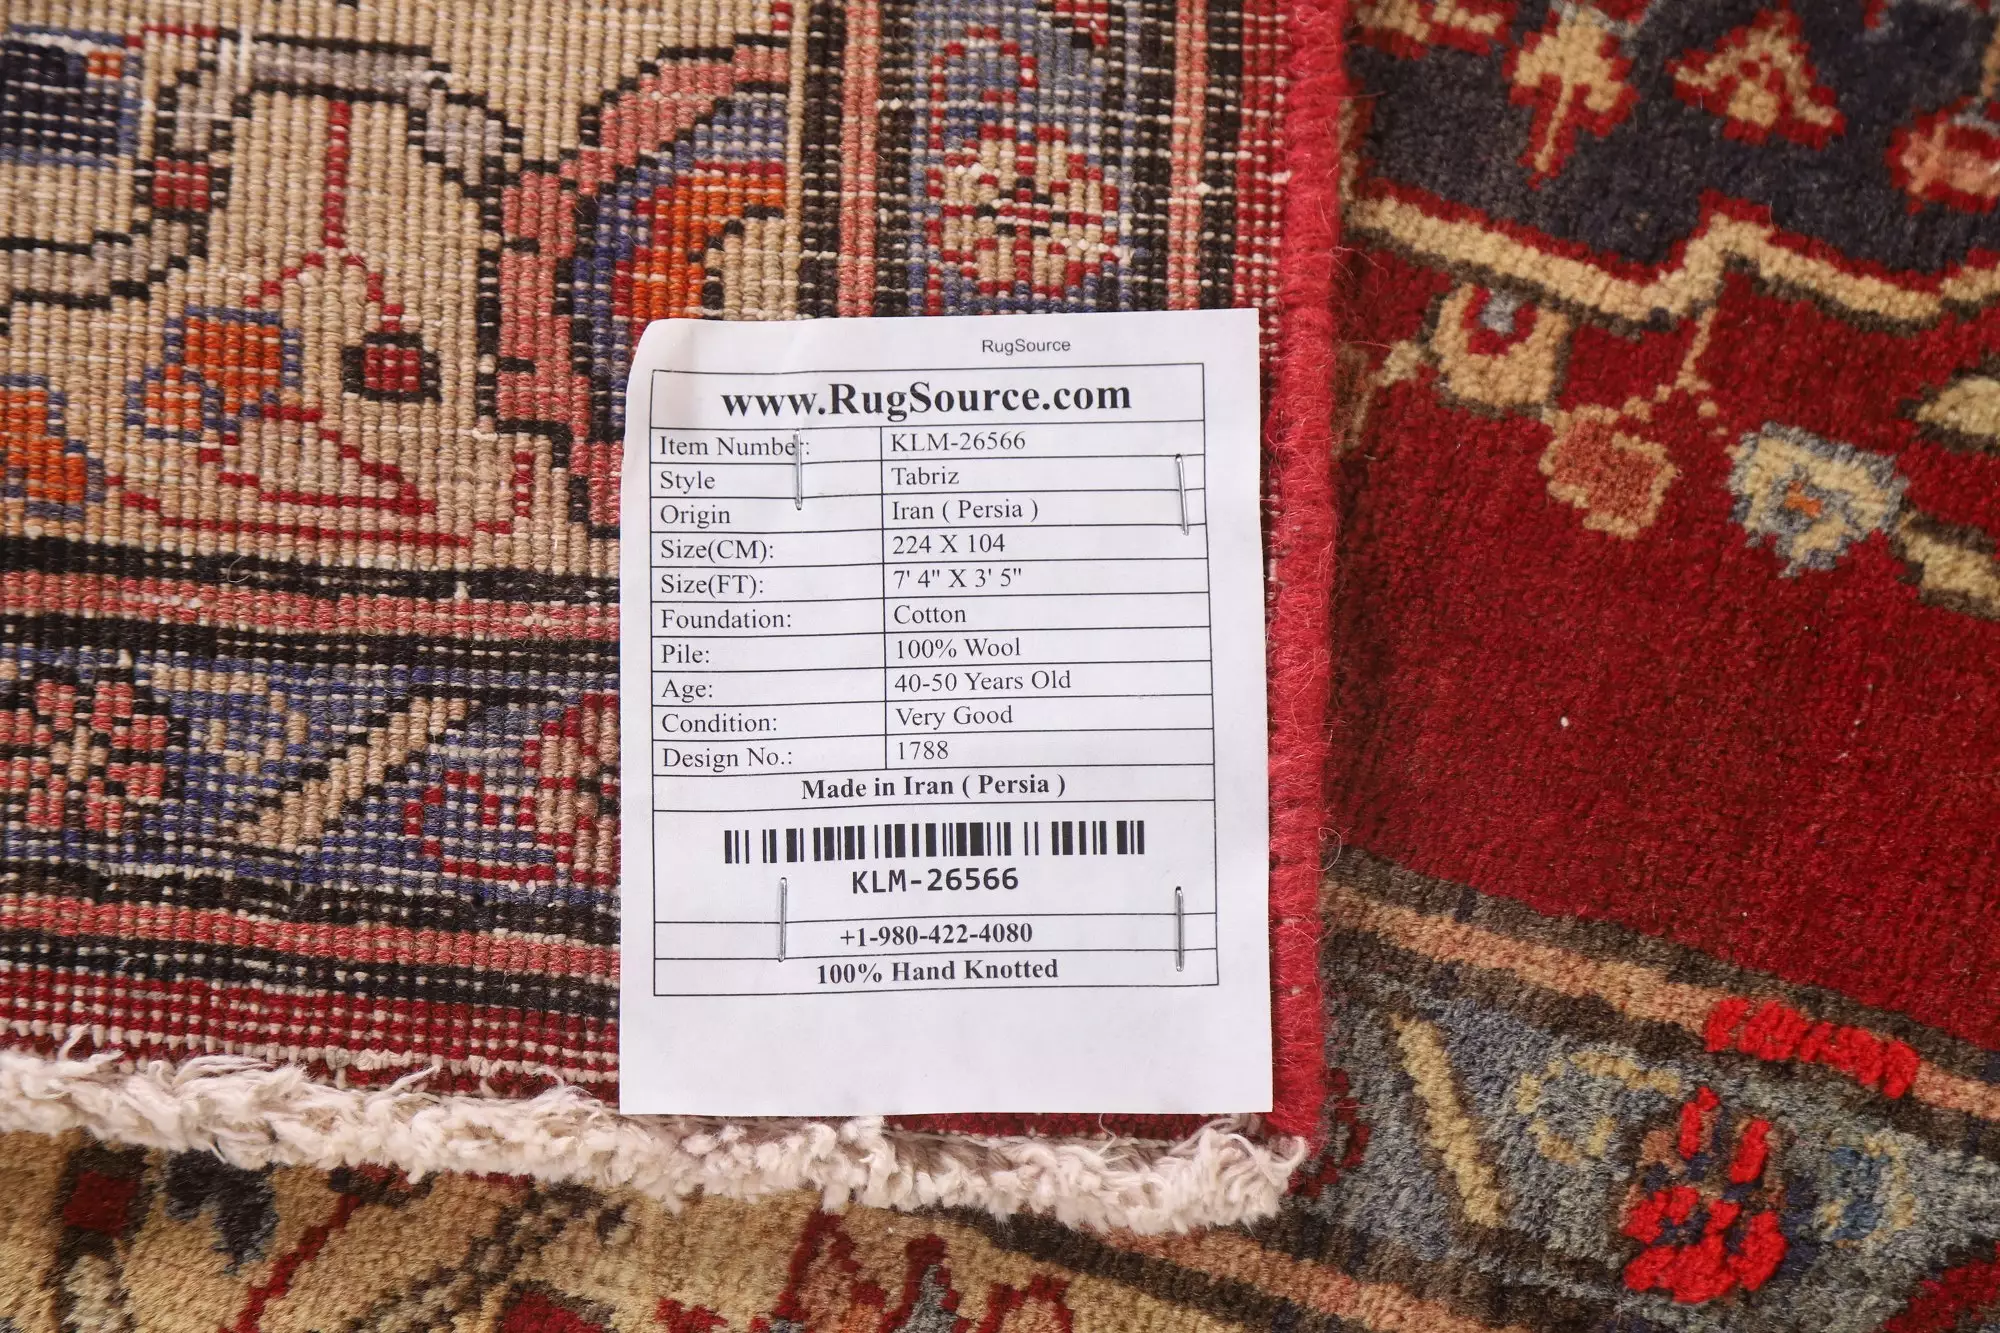 RugSource
www.RugSource.com
Item Number: KLM-26566
Style Tabriz
Origin Iran ( Persia )
Size(CM): 224 X 104
Size(FT): 7' 4" X 3' 5"
Foundation: Cotton
Pile: 100% Wool
Age: 40-50 Years Old
Condition: Very Good
Design No.: 1788
Made in Iran ( Persia )
KLM-26566
+1-980-422-4080
100% Hand Knotted